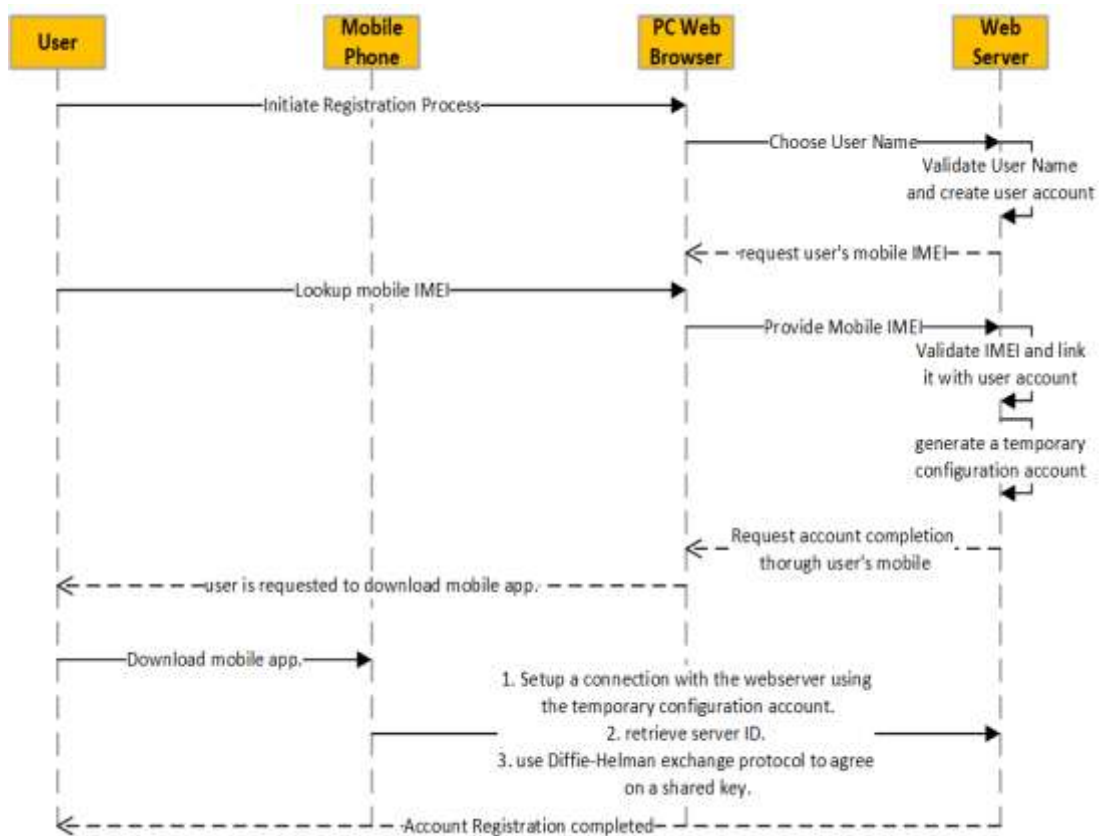 User
Mobile
Phone
PC Web
Browser
Web
Server
Initiate Registration Process
Choose User Name
Validate User Name
and create user account
request user's mobile IMEI
Lookup mobile IMEI
Provide Mobile IMEI
Validate IMEI and link
it with user account
generate a temporary
configuration account
Request account completion
thorugh user's mobile
user is requested to download mobile app.
Download mobile app.
1. Setup a connection with the webserver using
the temporary configuration account.
2. retrieve server ID.
3. use Diffie-Helman exchange protocol to agree
on a shared key.
Account Registration completed